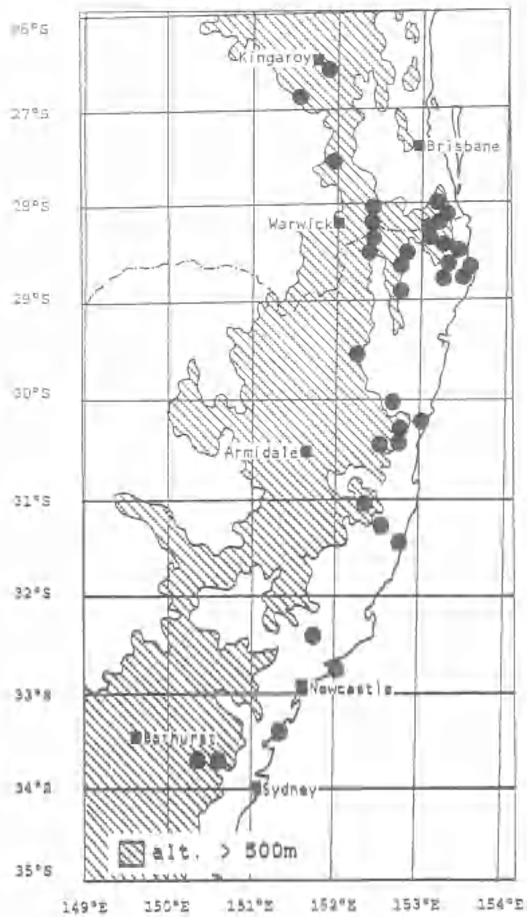 26°S
Kingaroy
27°S
Brisbane
28°S
Warwick
29°S
30°S
Armidale
31°S
32°S
Newcastle
33°S
Bathurst
34°S
Sydney
alt. > 500m
35°S
149°E 150°E 151°E 152°E 153°E 154°E